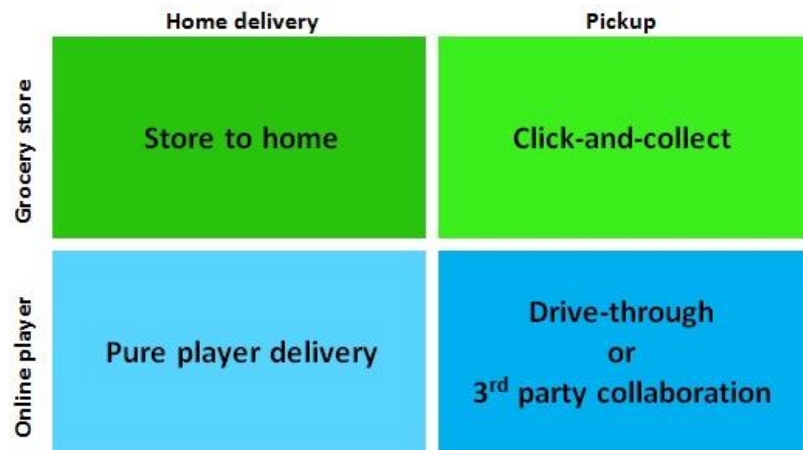 Home delivery
Pickup
Grocery store
Store to home
Click-and-collect
Online player
Pure player delivery
Drive-through
or
3rd party collaboration